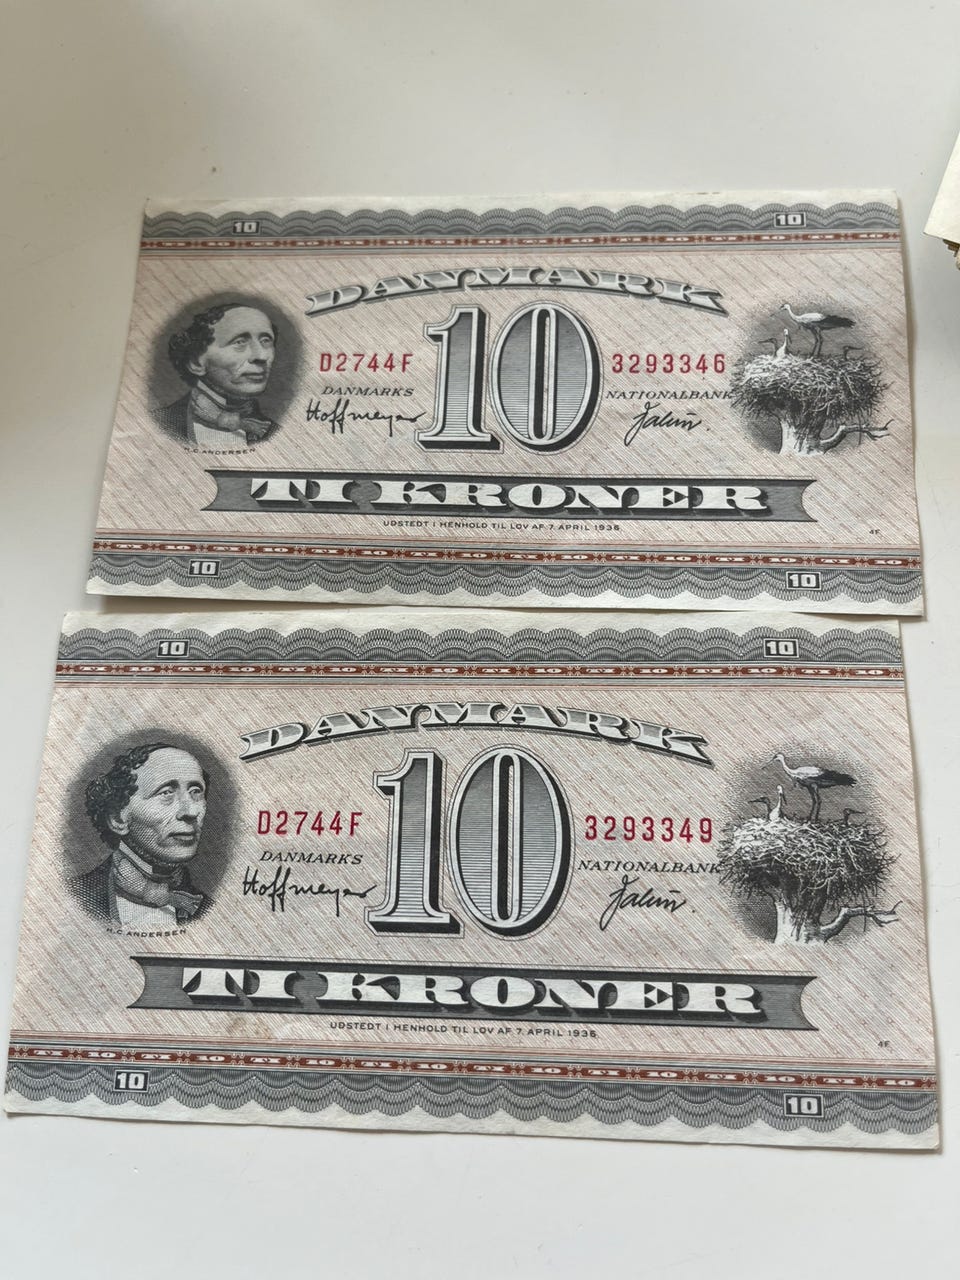 10 10
DANMARK
D2744F 10 3293346
DANMARKS NATIONALBANK
Hoffmeyer
H.C. ANDERSEN
TI KRONER
UDSTEDT I HENHOLD TIL LOV AF 7. APRIL 1936
4F
10 10
10 10
DANMARK
D2744F 10 3293349
DANMARKS NATIONALBANK
Hoffmeyer
H.C. ANDERSEN
TI KRONER
UDSTEDT I HENHOLD TIL LOV AF 7. APRIL 1936
4F
10 10